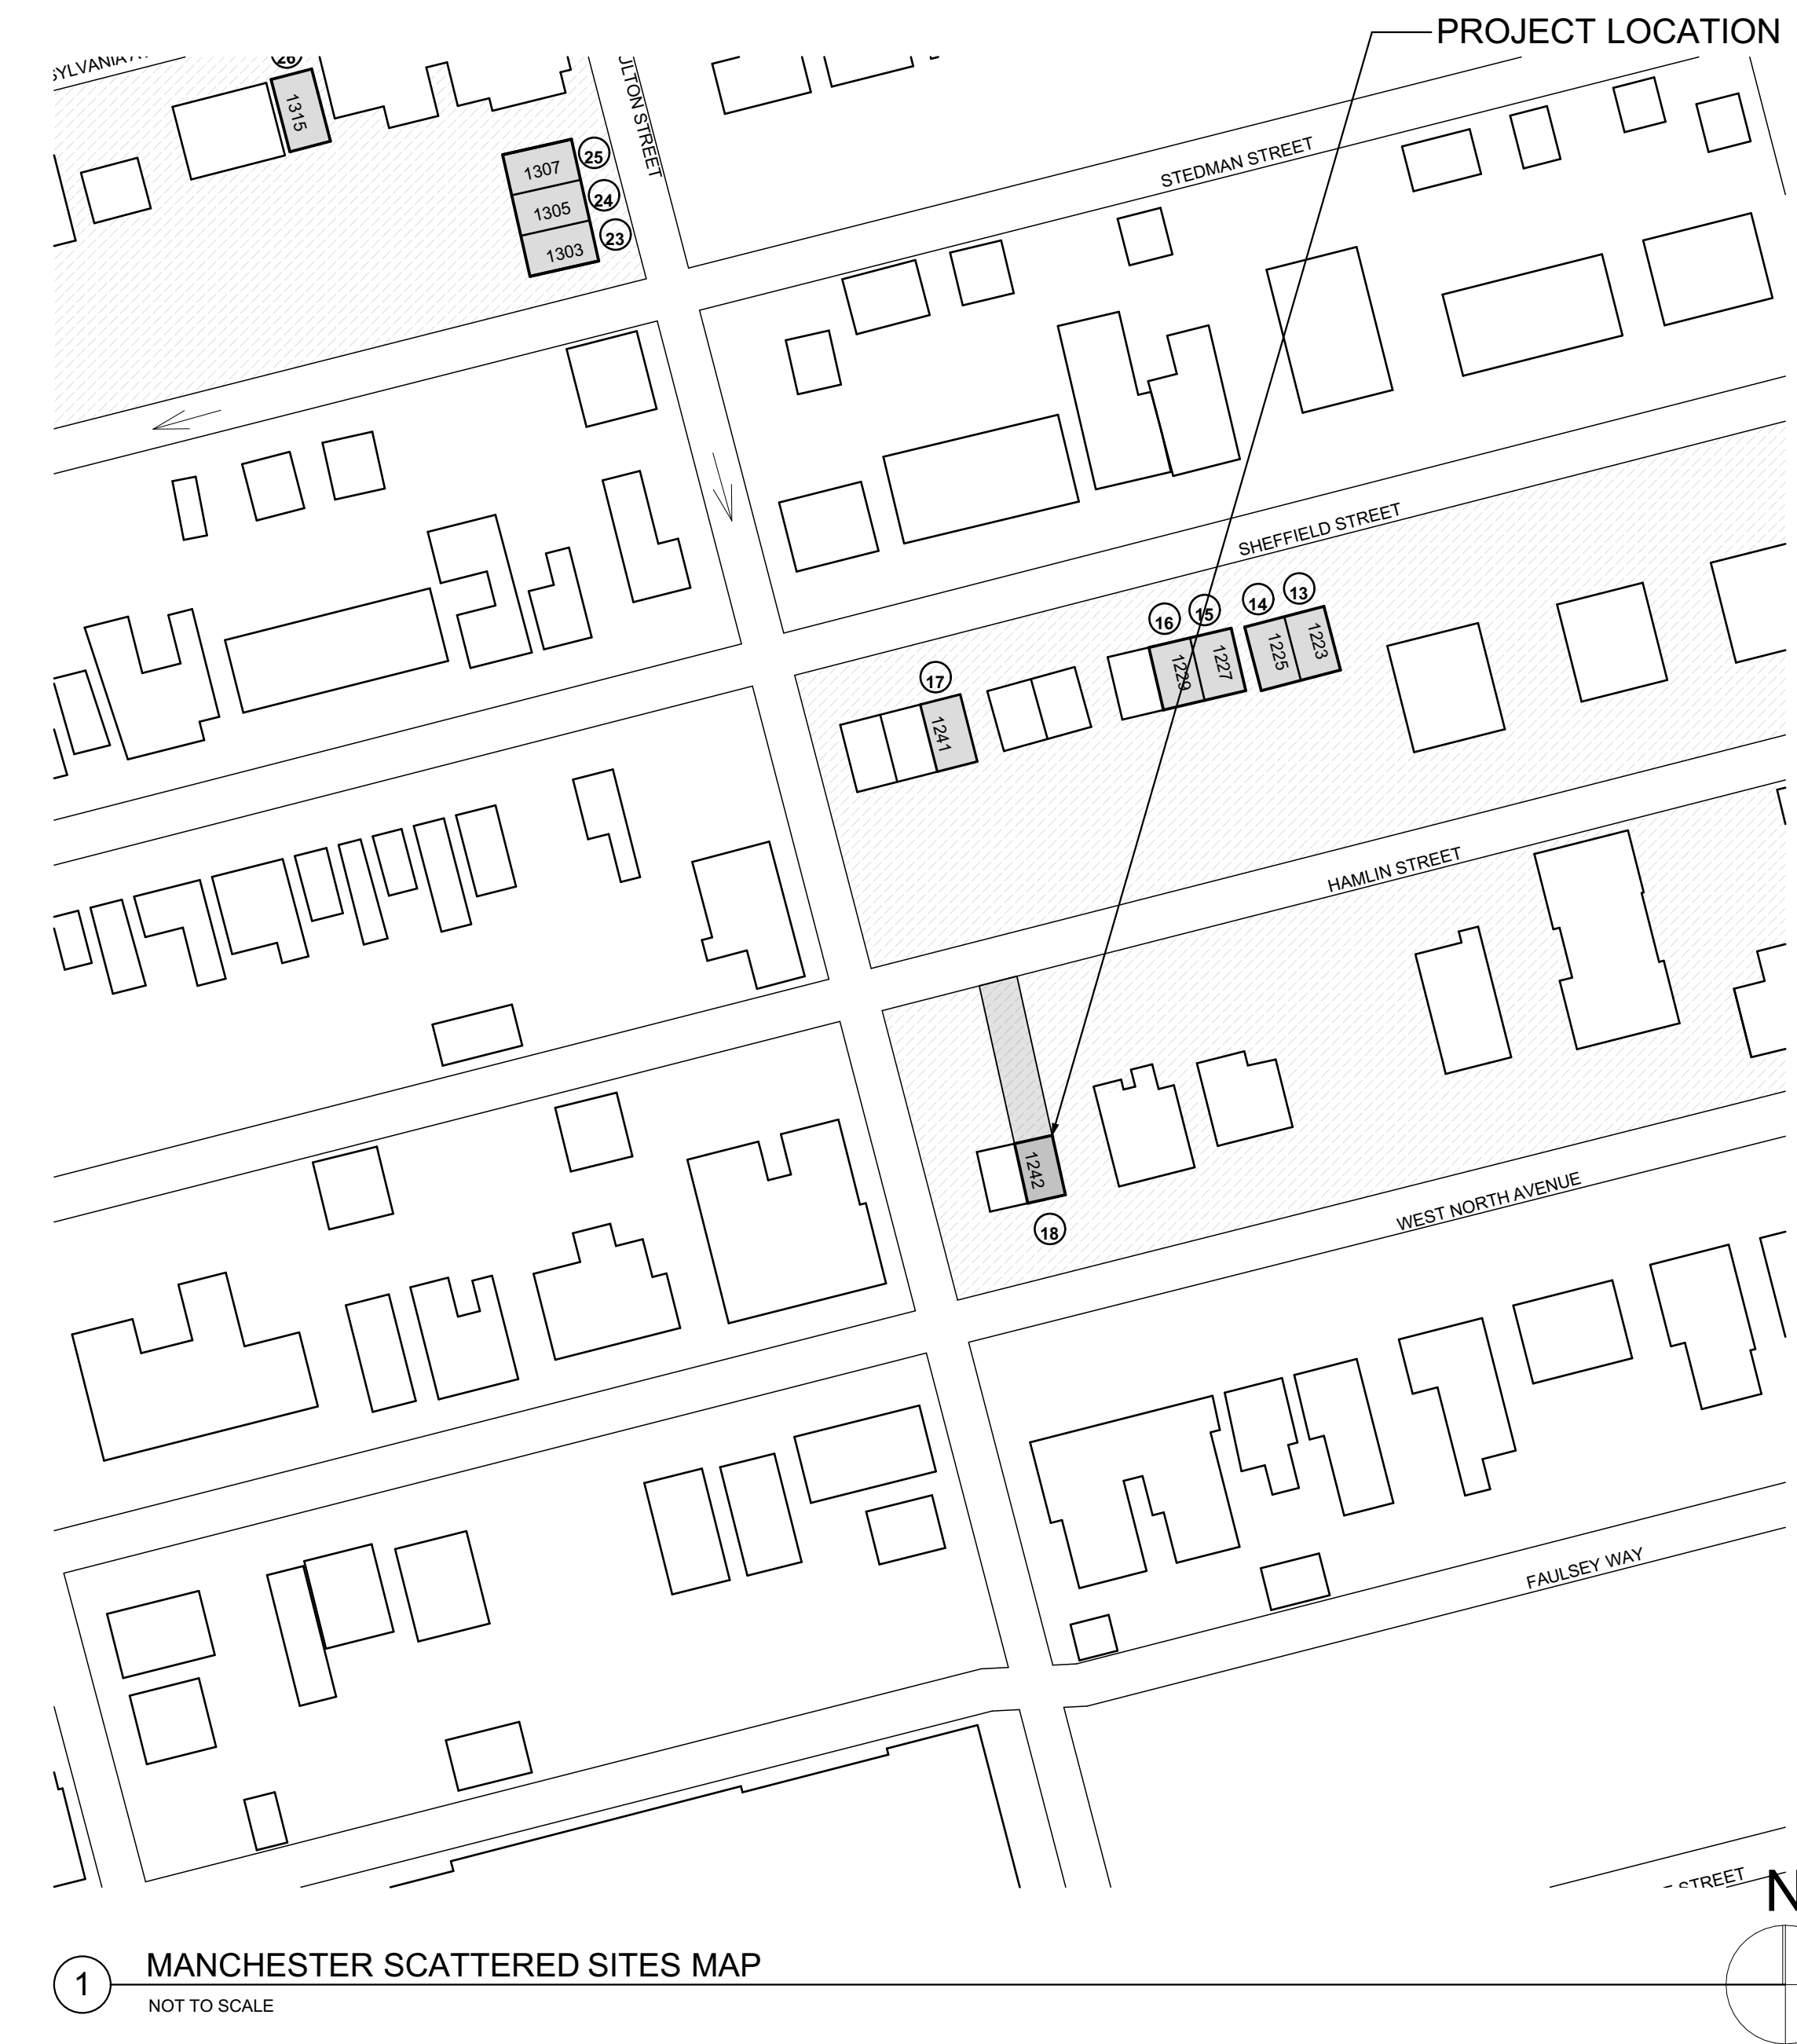 PROJECT LOCATION
26
1315
1307
25
1305
24
1303
23
STEDMAN STREET
SHEFFIELD STREET
16
15
14
13
1229
1227
1225
1223
17
1241
HAMLIN STREET
1242
18
WEST NORTH AVENUE
FAULSEY WAY
STREET
N
1
MANCHESTER SCATTERED SITES MAP
NOT TO SCALE